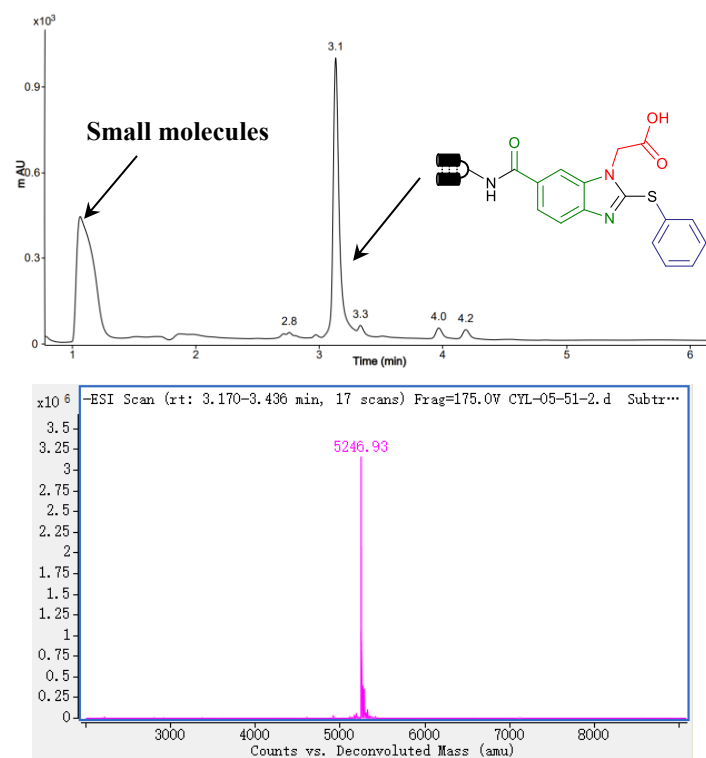 x10³
3.1
0.9
Small molecules
OH
O
O
N
0.6
m AU
N
H
S
N
0.3
2.8
3.3
4.0
4.2
0
1
2
3
4
5
6
Time (min)
x10 6
-ESI Scan (rt: 3.170-3.436 min, 17 scans) Frag=175.0V CYL-05-51-2.d Subtr⋯
3.5
5246.93
3.25
3
2.75
2.5
2.25
2
1.75
1.5
1.25
1
0.75
0.5
0.25
0
3000 4000 5000 6000 7000 8000
Counts vs. Deconvoluted Mass (amu)